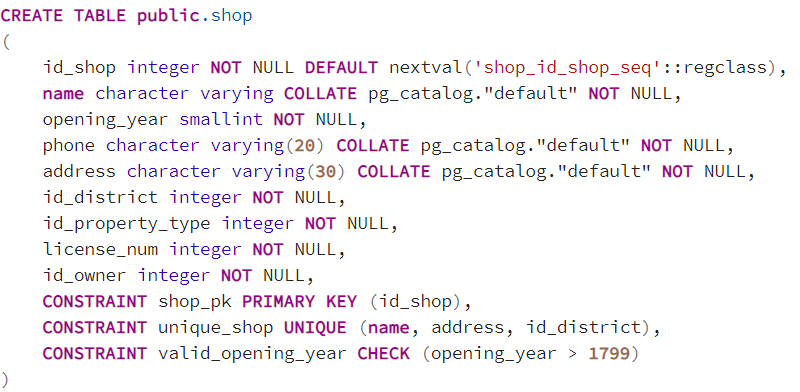 CREATE TABLE public.shop
(
    id_shop integer NOT NULL DEFAULT nextval('shop_id_shop_seq'::regclass),
    name character varying COLLATE pg_catalog."default" NOT NULL,
    opening_year smallint NOT NULL,
    phone character varying(20) COLLATE pg_catalog."default" NOT NULL,
    address character varying(30) COLLATE pg_catalog."default" NOT NULL,
    id_district integer NOT NULL,
    id_property_type integer NOT NULL,
    license_num integer NOT NULL,
    id_owner integer NOT NULL,
    CONSTRAINT shop_pk PRIMARY KEY (id_shop),
    CONSTRAINT unique_shop UNIQUE (name, address, id_district),
    CONSTRAINT valid_opening_year CHECK (opening_year > 1799)
)